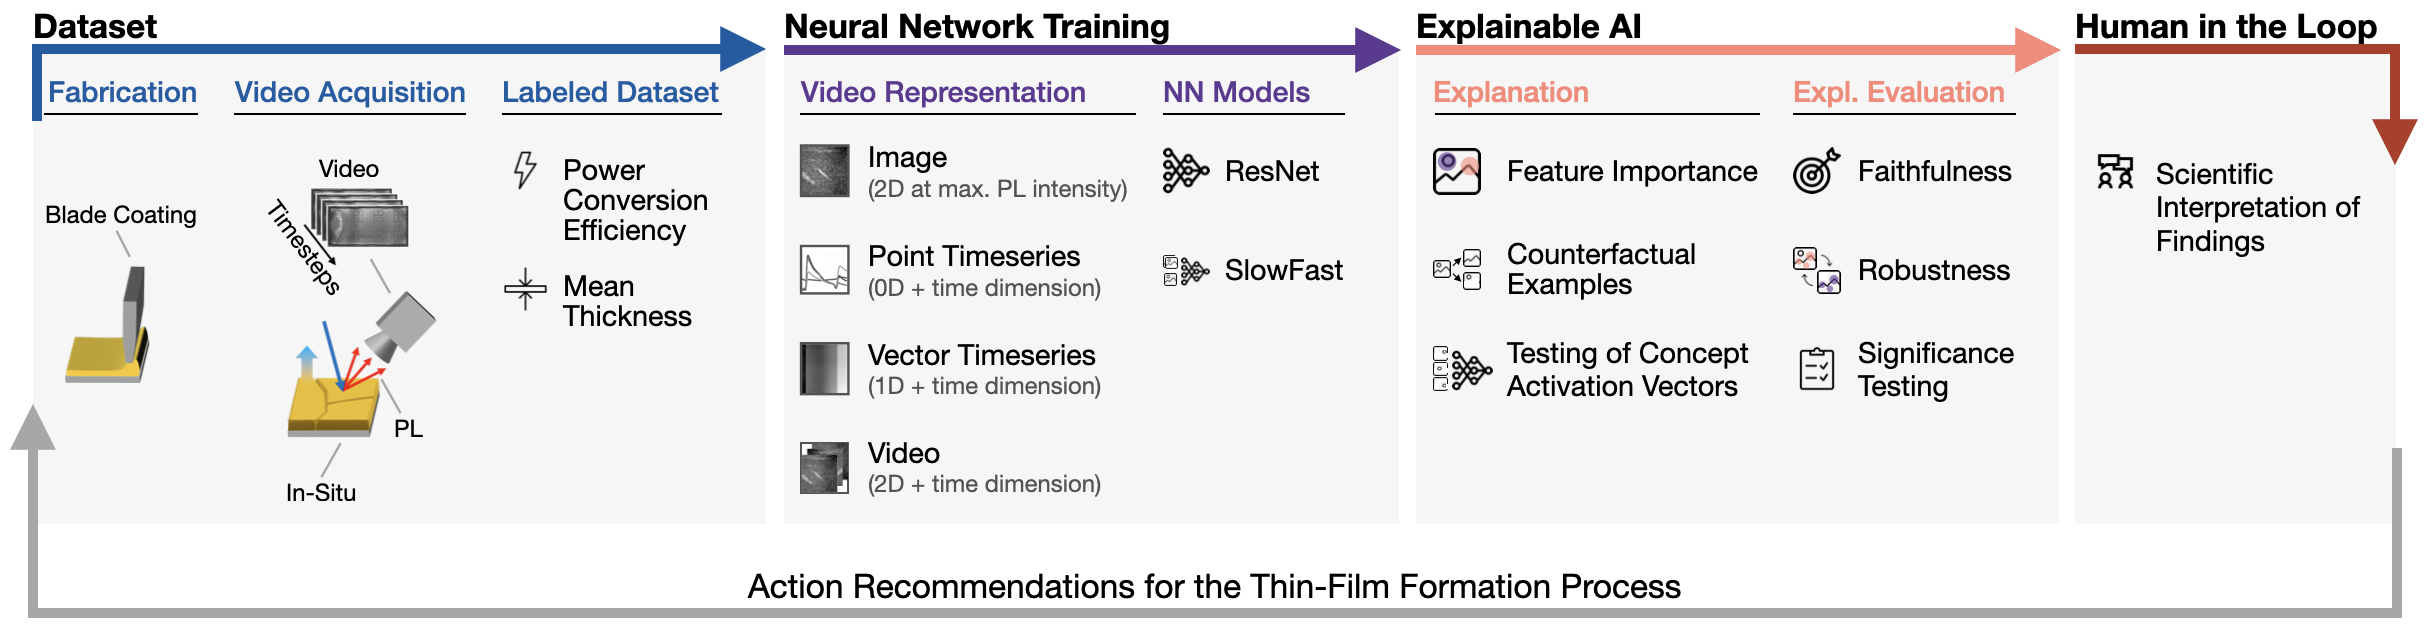 Dataset
Fabrication
Video Acquisition
Labeled Dataset
Blade Coating
Video
Timesteps
PL
In-Situ
Power
Conversion
Efficiency
Mean
Thickness
Neural Network Training
Video Representation
NN Models
Image
(2D at max. PL intensity)
Point Timeseries
(0D + time dimension)
Vector Timeseries
(1D + time dimension)
Video
(2D + time dimension)
ResNet
SlowFast
Explainable AI
Explanation
Expl. Evaluation
Feature Importance
Counterfactual
Examples
Testing of Concept
Activation Vectors
Faithfulness
Robustness
Significance
Testing
Human in the Loop
Scientific
Interpretation of
Findings
Action Recommendations for the Thin-Film Formation Process